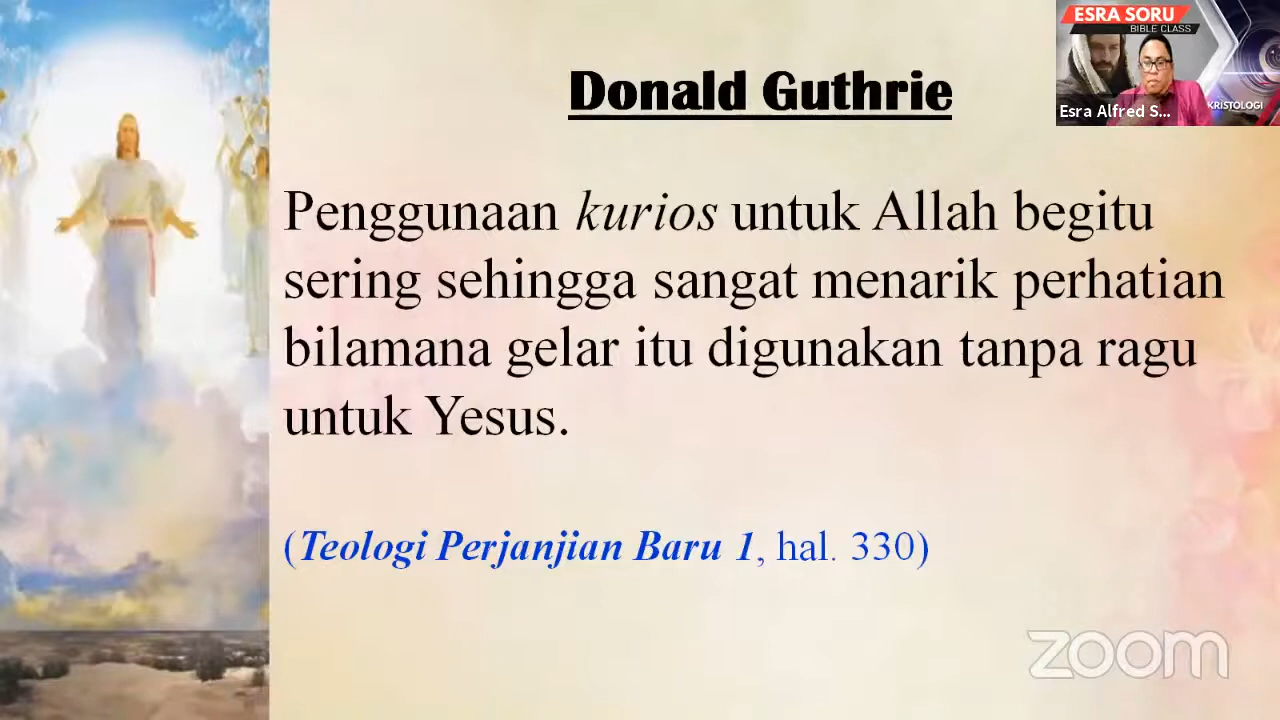 Donald Guthrie
ESRA SORU
BIBLE CLASS
KRISTOLOGI
Esra Alfred S...
Penggunaan kurios untuk Allah begitu
sering sehingga sangat menarik perhatian
bilamana gelar itu digunakan tanpa ragu
untuk Yesus.
(Teologi Perjanjian Baru 1, hal. 330)
zoom